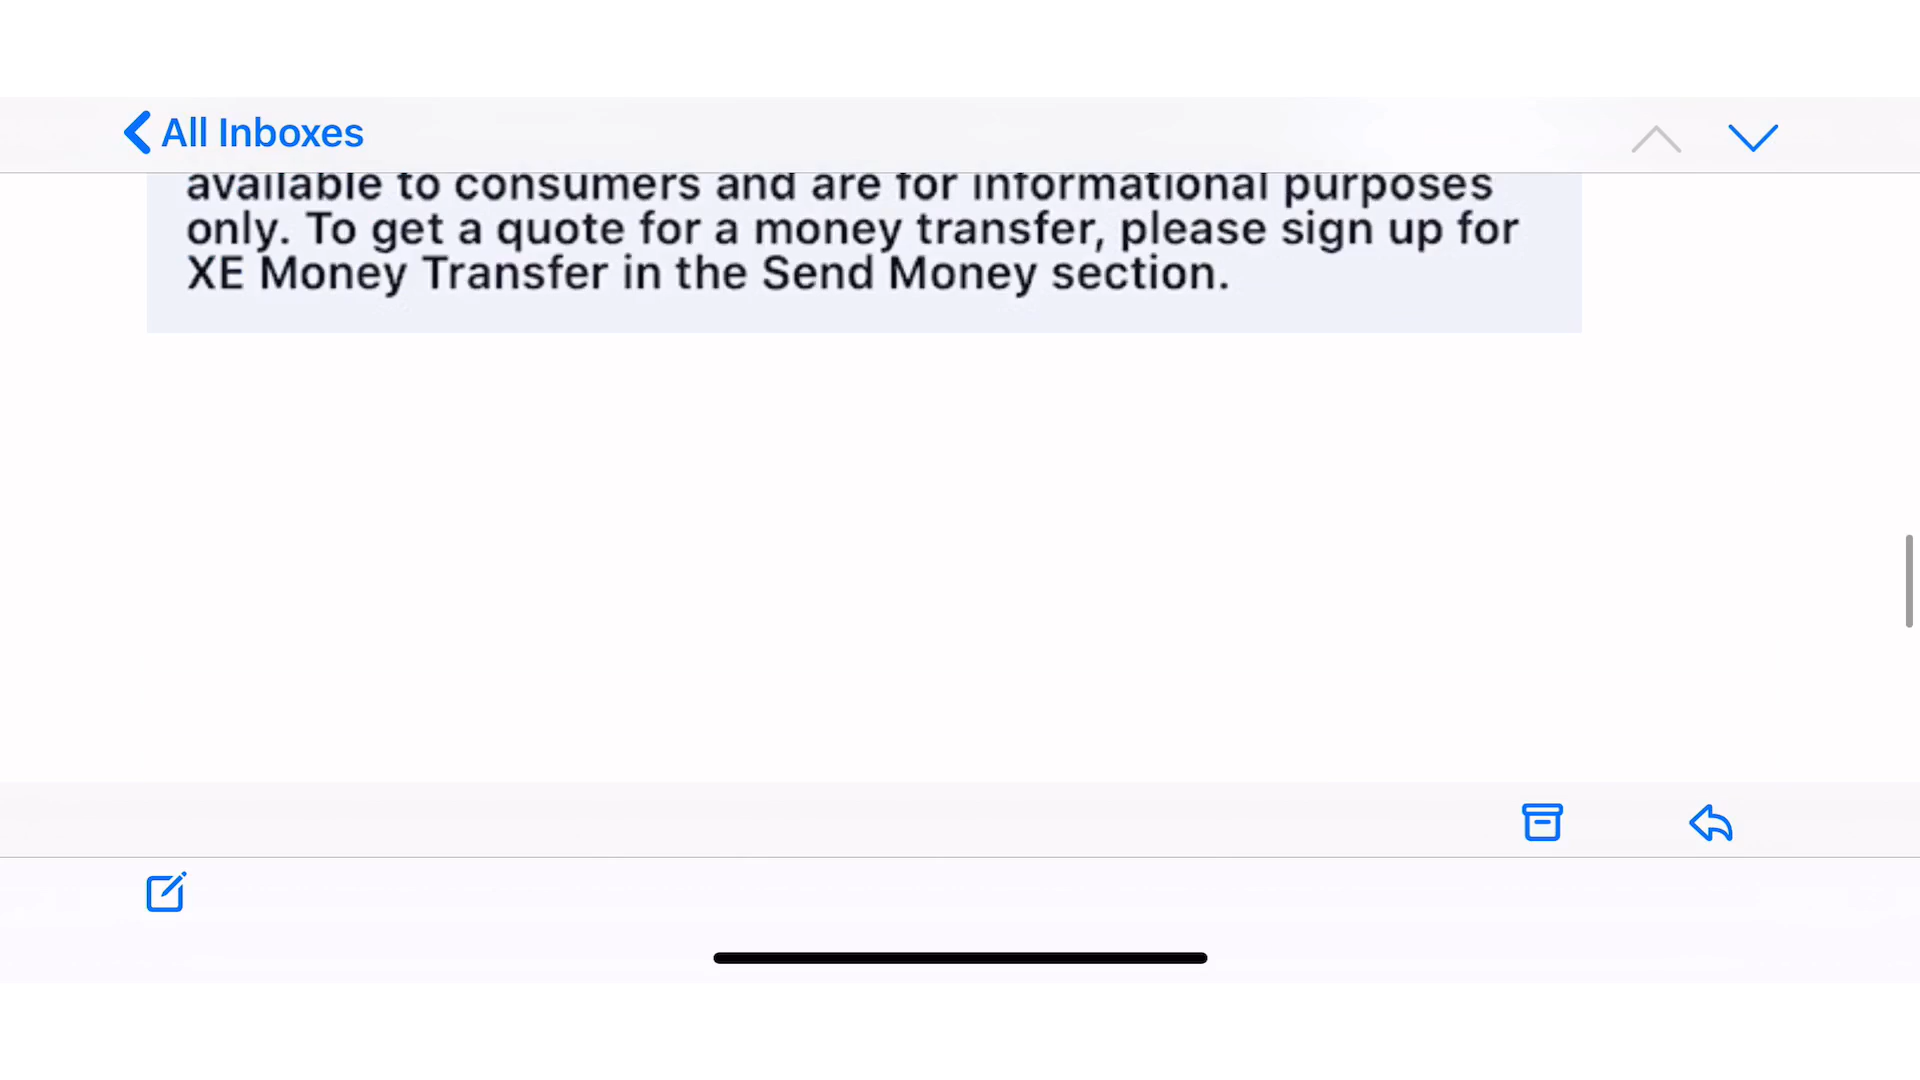 All Inboxes
available to consumers and are for informational purposes
only. To get a quote for a money transfer, please sign up for
XE Money Transfer in the Send Money section.